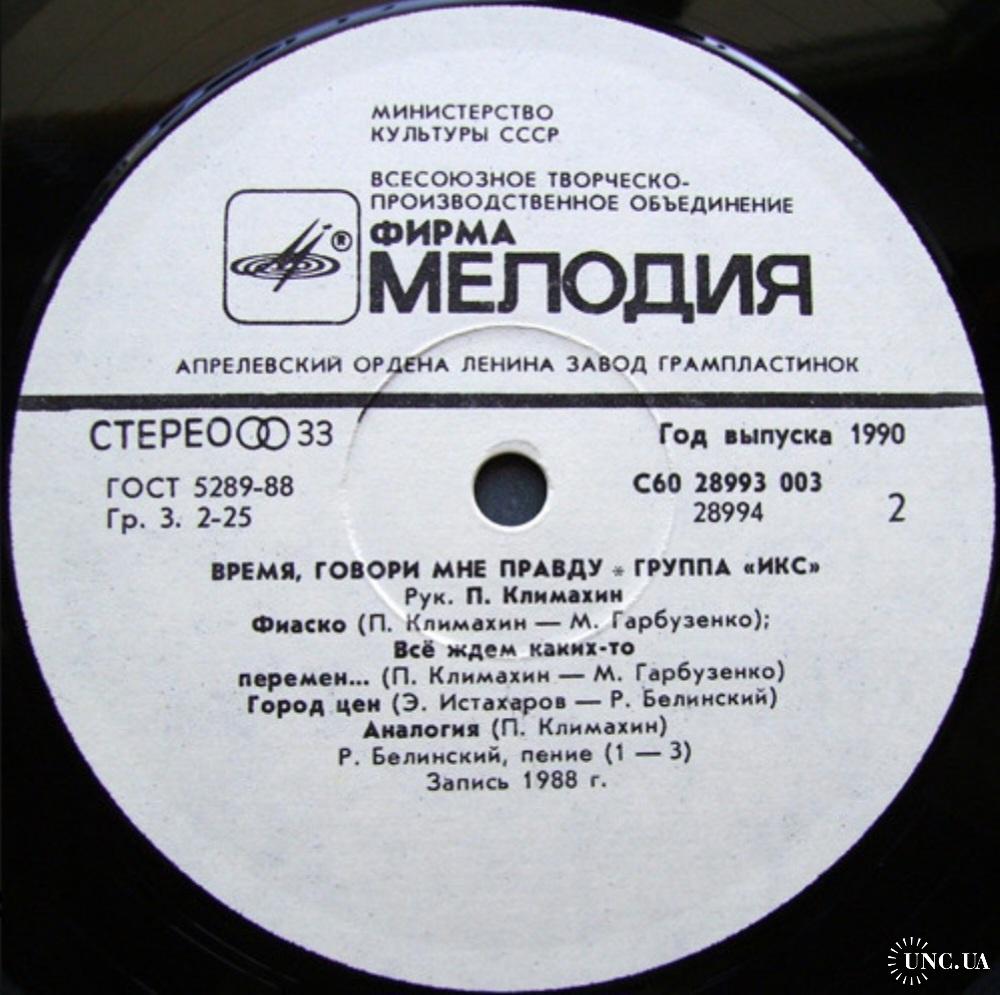 МИНИСТЕРСТВО
КУЛЬТУРЫ СССР
ВСЕСОЮЗНОЕ ТВОРЧЕСКО-
ПРОИЗВОДСТВЕННОЕ ОБЪЕДИНЕНИЕ
ФИРМА
®
МЕЛОДИЯ
АПРЕЛЕВСКИЙ ОРДЕНА ЛЕНИНА ЗАВОД ГРАМПЛАСТИНОК
СТЕРЕО 33
Год выпуска 1990
ГОСТ 5289-88
С60 28993 003
Гр. 3. 2-25
28994
2
ВРЕМЯ, ГОВОРИ МНЕ ПРАВДУ * ГРУППА «ИКС»
Рук. П. Климахин
Фиаско (П. Климахин — М. Гарбузенко);
Всё ждем каких-то
перемен... (П. Климахин — М. Гарбузенко)
Город цен (Э. Истахаров — Р. Белинский)
Аналогия (П. Климахин)
Р. Белинский, пение (1 — 3)
Запись 1988 г.
UNC.UA